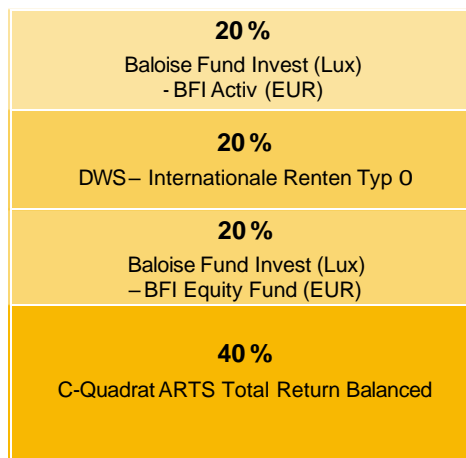 20 %
Baloise Fund Invest (Lux)
- BFI Activ (EUR)
20 %
DWS – Internationale Renten Typ O
20 %
Baloise Fund Invest (Lux)
– BFI Equity Fund (EUR)
40 %
C-Quadrat ARTS Total Return Balanced